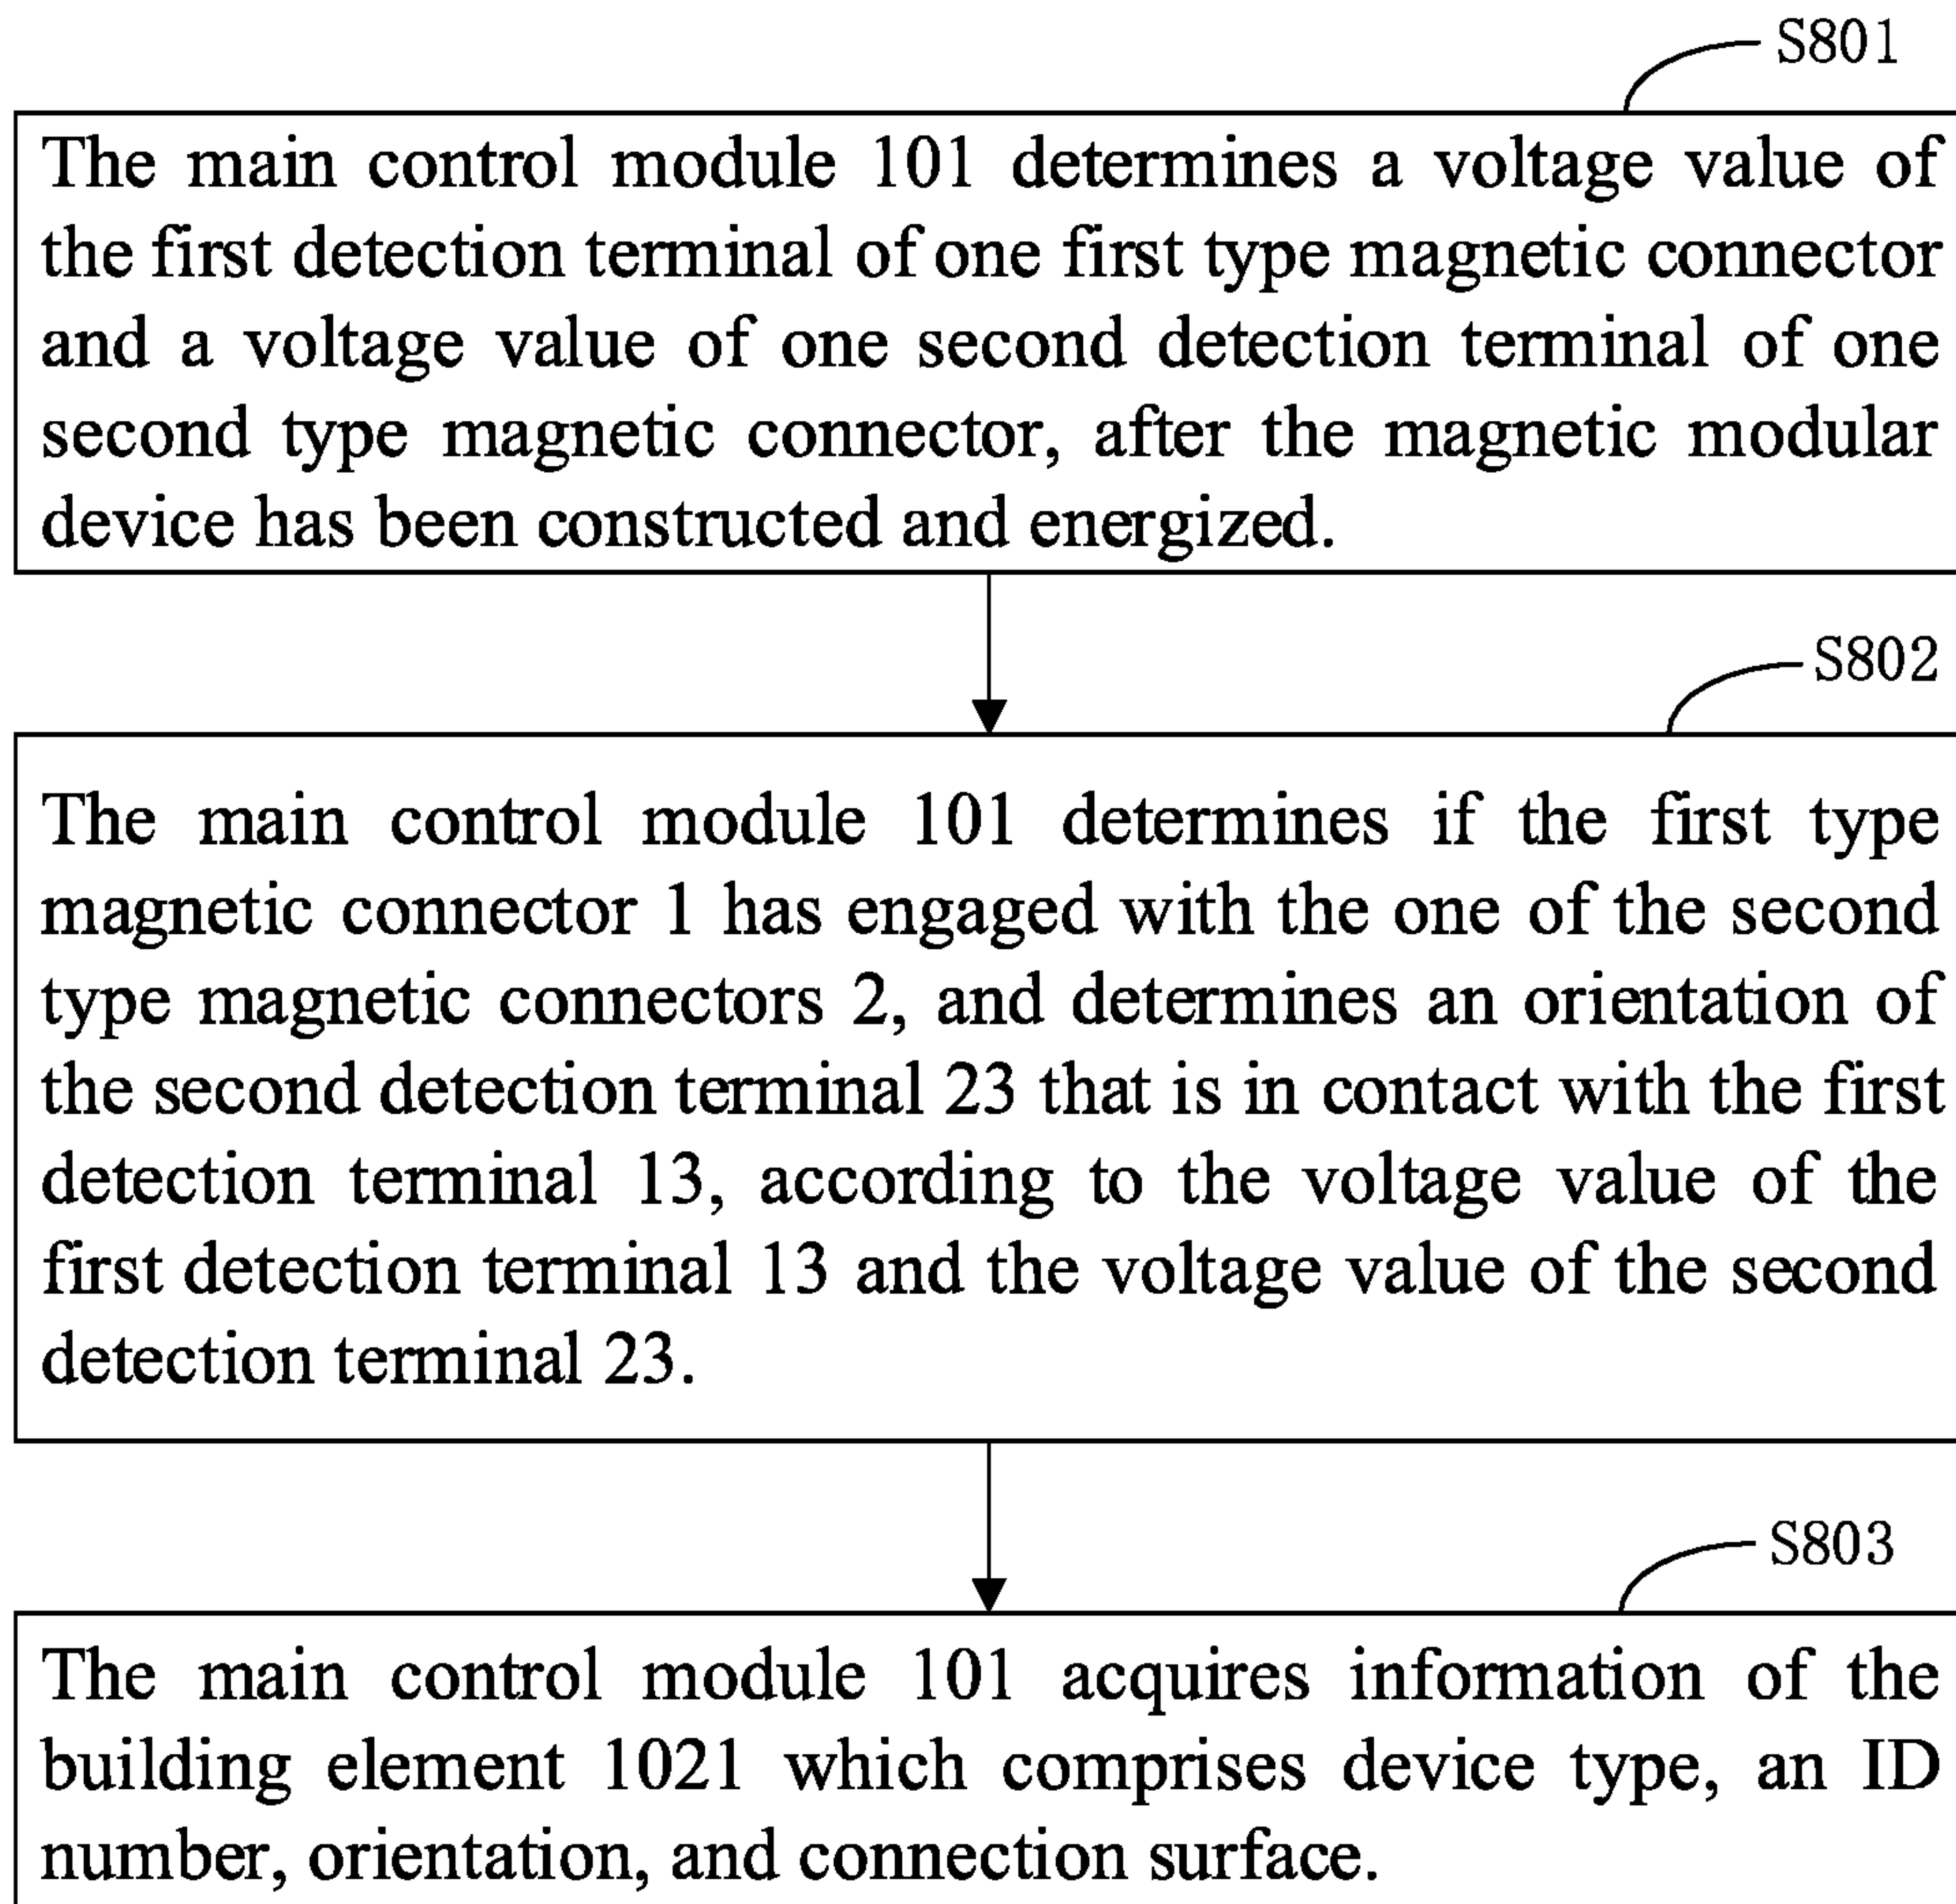 S801
The main control module 101 determines a voltage value of
the first detection terminal of one first type magnetic connector
and a voltage value of one second detection terminal of one
second type magnetic connector, after the magnetic modular
device has been constructed and energized.
S802
The main control module 101 determines if the first type
magnetic connector 1 has engaged with the one of the second
type magnetic connectors 2, and determines an orientation of
the second detection terminal 23 that is in contact with the first
detection terminal 13, according to the voltage value of the
first detection terminal 13 and the voltage value of the second
detection terminal 23.
S803
The main control module 101 acquires information of the
building element 1021 which comprises device type, an ID
number, orientation, and connection surface.